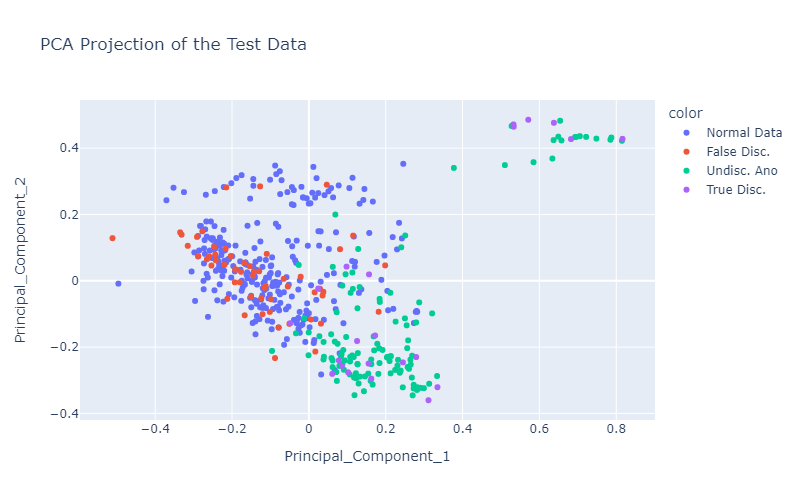 PCA Projection of the Test Data
color
Normal Data
False Disc.
Undisc. Ano
True Disc.
Principal_Component_2
0.4
0.2
0
−0.2
−0.4
−0.4
−0.2
0
0.2
0.4
0.6
0.8
Principal_Component_1